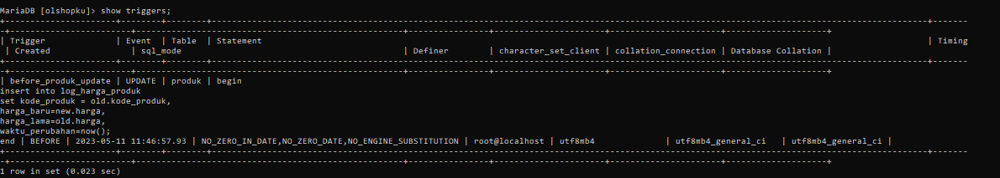 MariaDB [olshopku]> show triggers;
+----------------------+--------+--------+--------------------------------------------------------------------------------------------------------------------------------------------------+-------
-+------------------------+------------------------------------------------------+----------------+----------------------+----------------------+--------------------+
| Trigger              | Event  | Table  | Statement                                                                                                                                        | Timing
 | Created                | sql_mode                                             | Definer        | character_set_client | collation_connection | Database Collation |
+----------------------+--------+--------+--------------------------------------------------------------------------------------------------------------------------------------------------+-------
-+------------------------+------------------------------------------------------+----------------+----------------------+----------------------+--------------------+
| before_produk_update | UPDATE | produk | begin
insert into log_harga_produk
set kode_produk = old.kode_produk,
harga_baru=new.harga,
harga_lama=old.harga,
waktu_perubahan=now();
end | BEFORE | 2023-05-11 11:46:57.93 | NO_ZERO_IN_DATE,NO_ZERO_DATE,NO_ENGINE_SUBSTITUTION | root@localhost | utf8mb4              | utf8mb4_general_ci   | utf8mb4_general_ci |
+----------------------+--------+--------+--------------------------------------------------------------------------------------------------------------------------------------------------+-------
-+------------------------+------------------------------------------------------+----------------+----------------------+----------------------+--------------------+
1 row in set (0.023 sec)